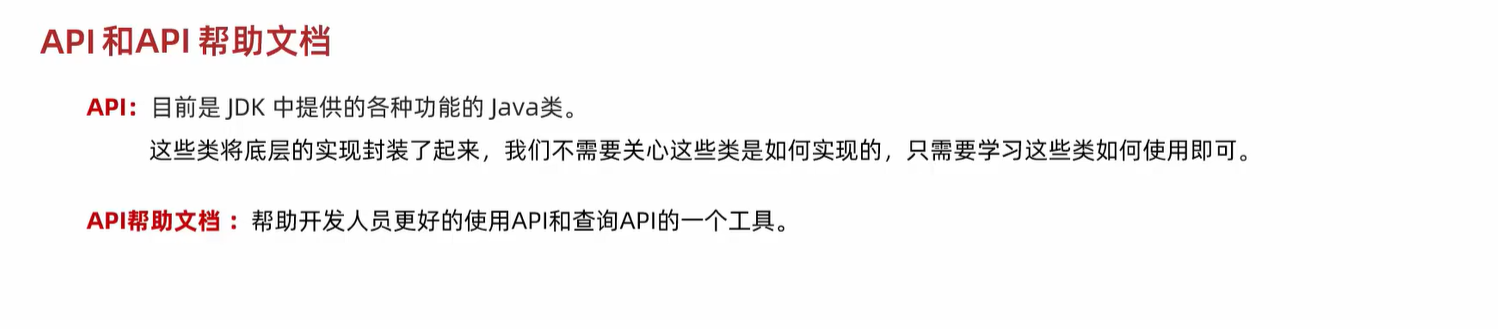 API 和API 帮助文档
API：目前是 JDK 中提供的各种功能的 Java类。
这些类将底层的实现封装了起来，我们不需要关心这些类是如何实现的，只需要学习这些类如何使用即可。
API帮助文档 ：帮助开发人员更好的使用API和查询API的一个工具。